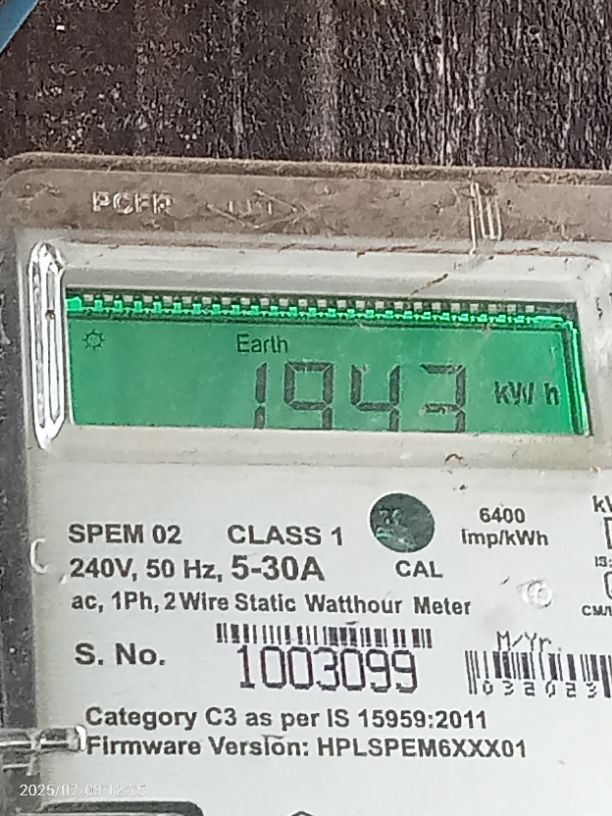 Earth
1943 kWh
SPEM 02 CLASS 1
6400
imp/kWh
240V, 50 Hz, 5-30A
CAL
ac, 1Ph, 2 Wire Static Watthour Meter
S. No.
1003099
M/Yr.
032023
Category C3 as per IS 15959:2011
Firmware Version: HPLSPEM6XXX01